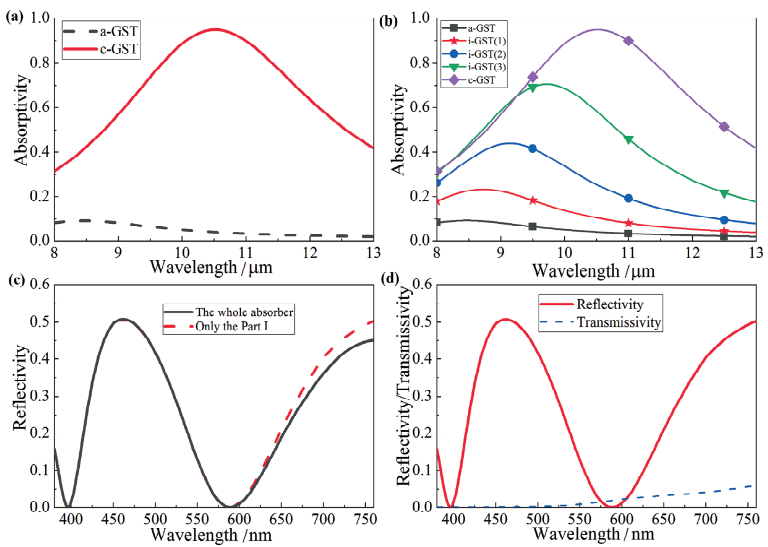 (a)
1.0
0.8
0.6
0.4
0.2
0.0
Absorptivity
a-GST
c-GST
8 9 10 11 12 13
Wavelength /μm
(b)
1.0
0.8
0.6
0.4
0.2
0.0
Absorptivity
a-GST
i-GST(1)
i-GST(2)
i-GST(3)
c-GST
8 9 10 11 12 13
Wavelength /μm
(c)
0.6
0.5
0.4
0.3
0.2
0.1
0.0
Reflectivity
The whole absorber
Only the Part I
400 450 500 550 600 650 700 750
Wavelength / nm
(d)
0.6
0.5
0.4
0.3
0.2
0.1
0.0
Reflectivity/Transmissivity
Reflectivity
Transmissivity
400 450 500 550 600 650 700 750
Wavelength / nm